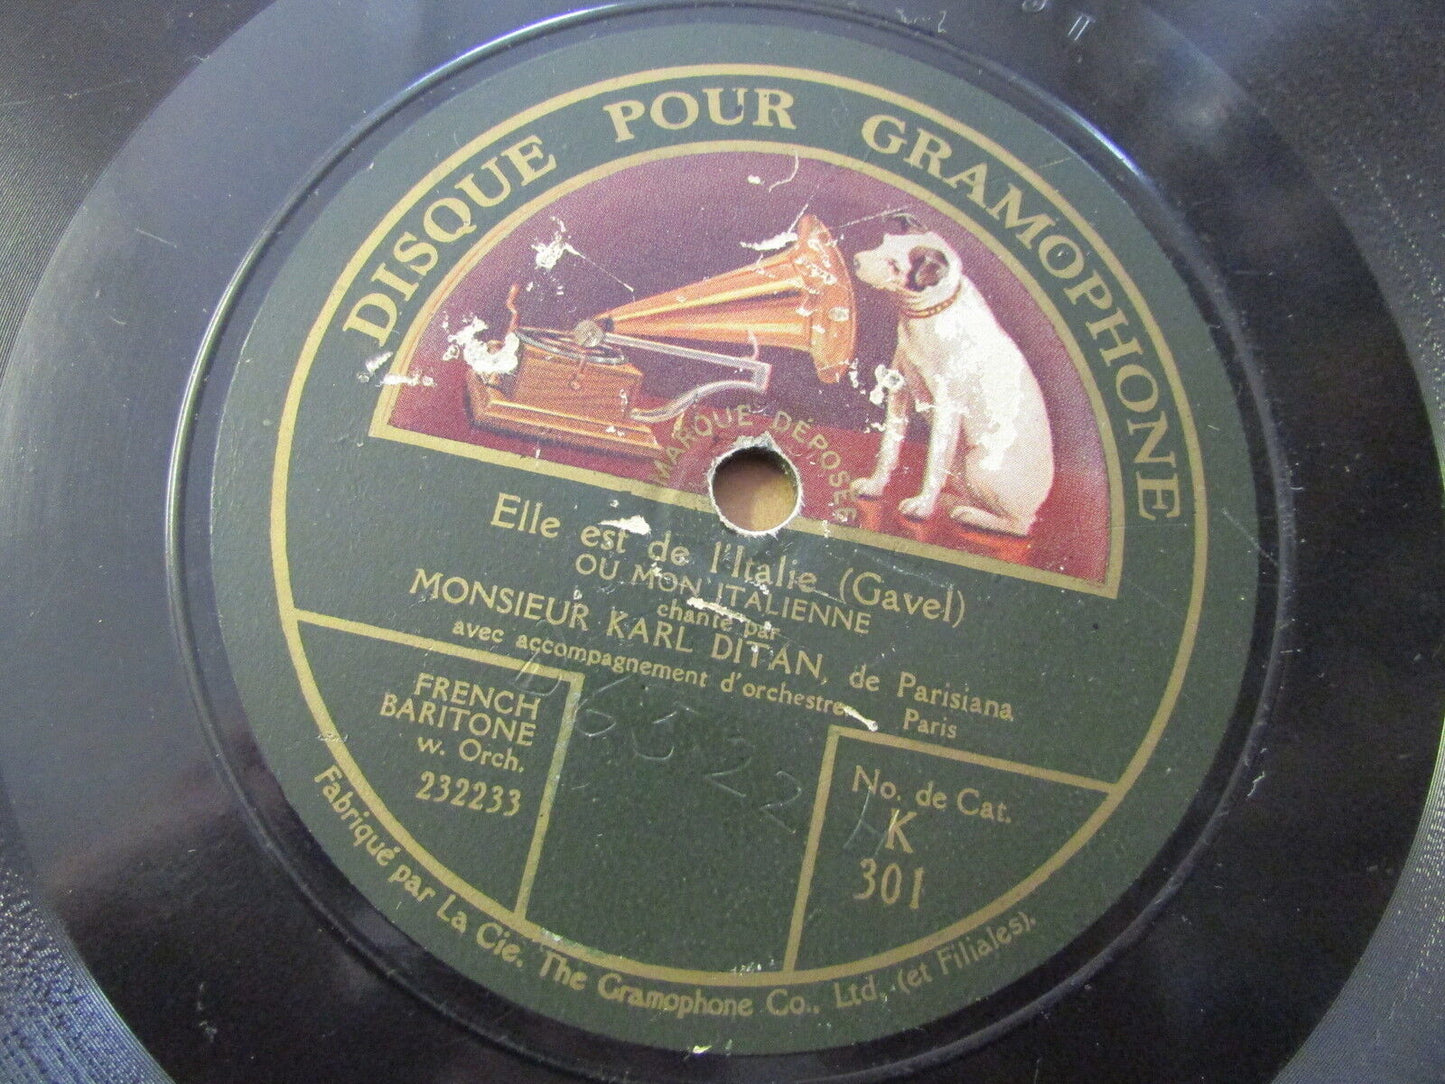 DISQUE POUR GRAMOPHONE
MARQUE DÉPOSÉE
Elle est de l'Italie (Gavel)
OU MON ITALIENNE
chanté par
MONSIEUR KARL DITAN, de Parisiana
avec accompagnement d'orchestre Paris
FRENCH
BARITONE
w. Orch.
232233
No. de Cat.
K
301
Fabriqué par La Cie. The Gramophone Co., Ltd. (et Filiales).